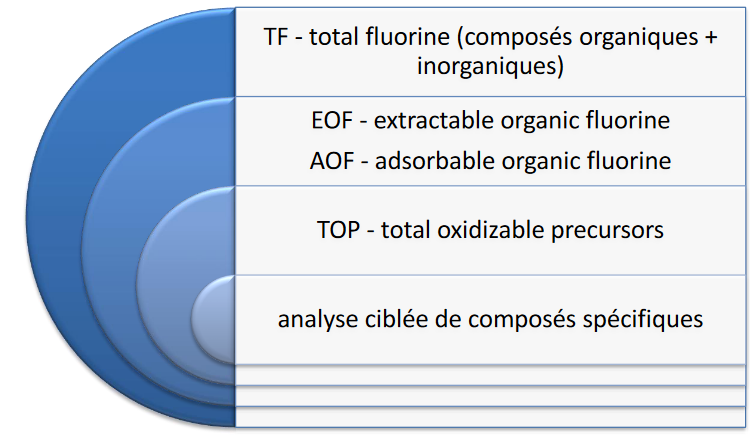 TF - total fluorine (composés organiques +
inorganiques)
EOF - extractable organic fluorine
AOF - adsorbable organic fluorine
TOP - total oxidizable precursors
analyse ciblée de composés spécifiques